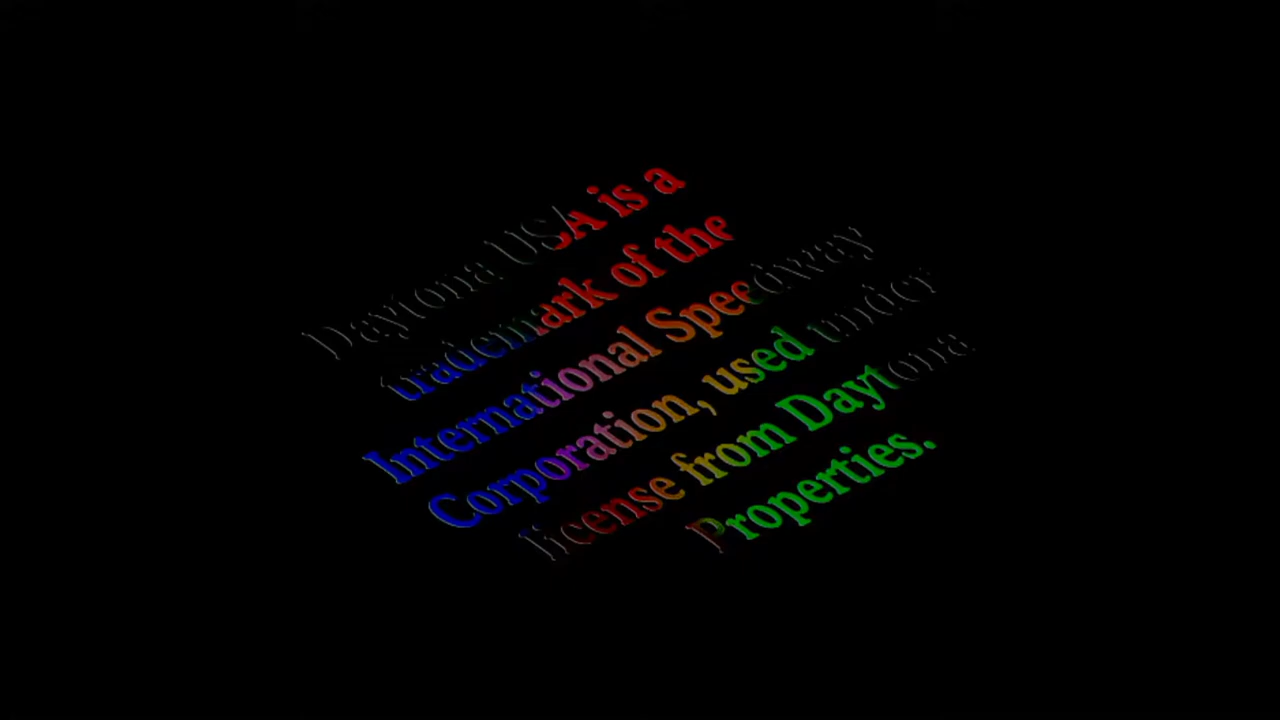 Daytona USA is a
trademark of the
International Speedway
Corporation, used under
license from Daytona
Properties.